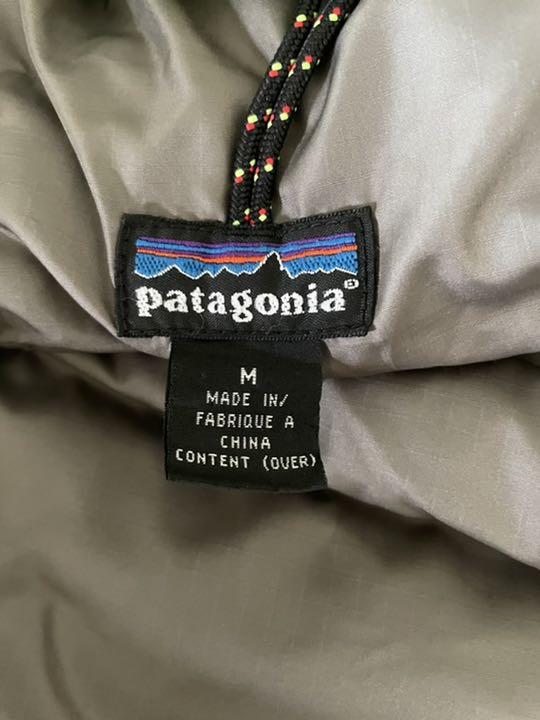 patagonia®
M
MADE IN/
FABRIQUE A
CHINA
CONTENT (OVER)